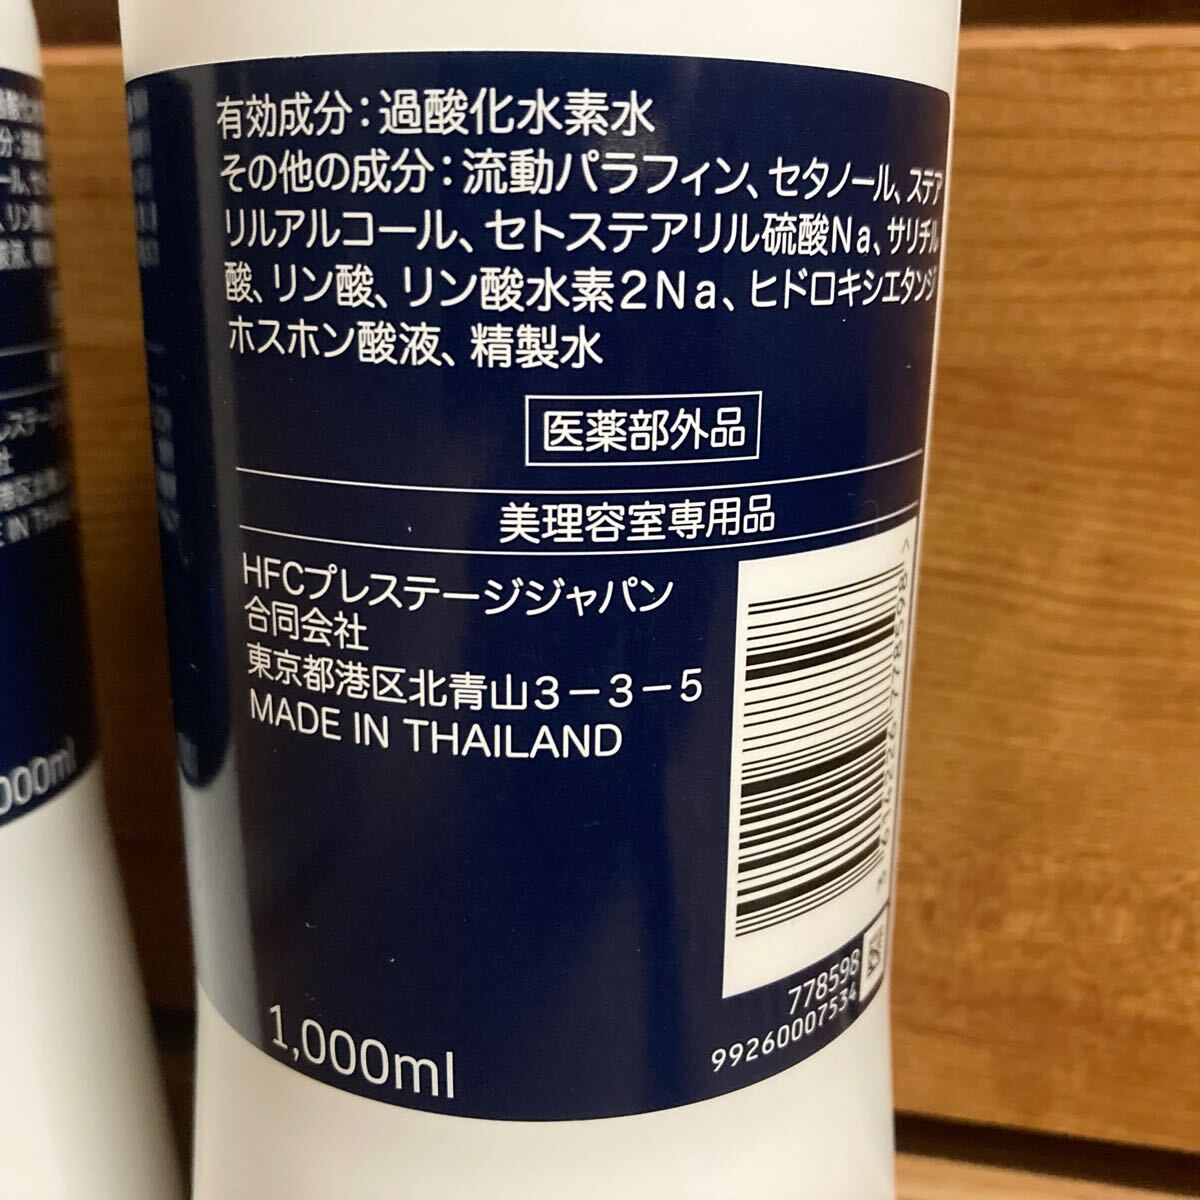 有効成分：過酸化水素水
その他の成分：流動パラフィン、セタノール、ステア
リルアルコール、セトステアリル硫酸Na、サリチル
酸、リン酸、リン酸水素2Na、ヒドロキシエタンジ
ホスホン酸液、精製水
医薬部外品
美理容室専用品
HFCプレステージジャパン
合同会社
東京都港区北青山3-3-5
MADE IN THAILAND
1,000ml
778598
99260007534
000ml